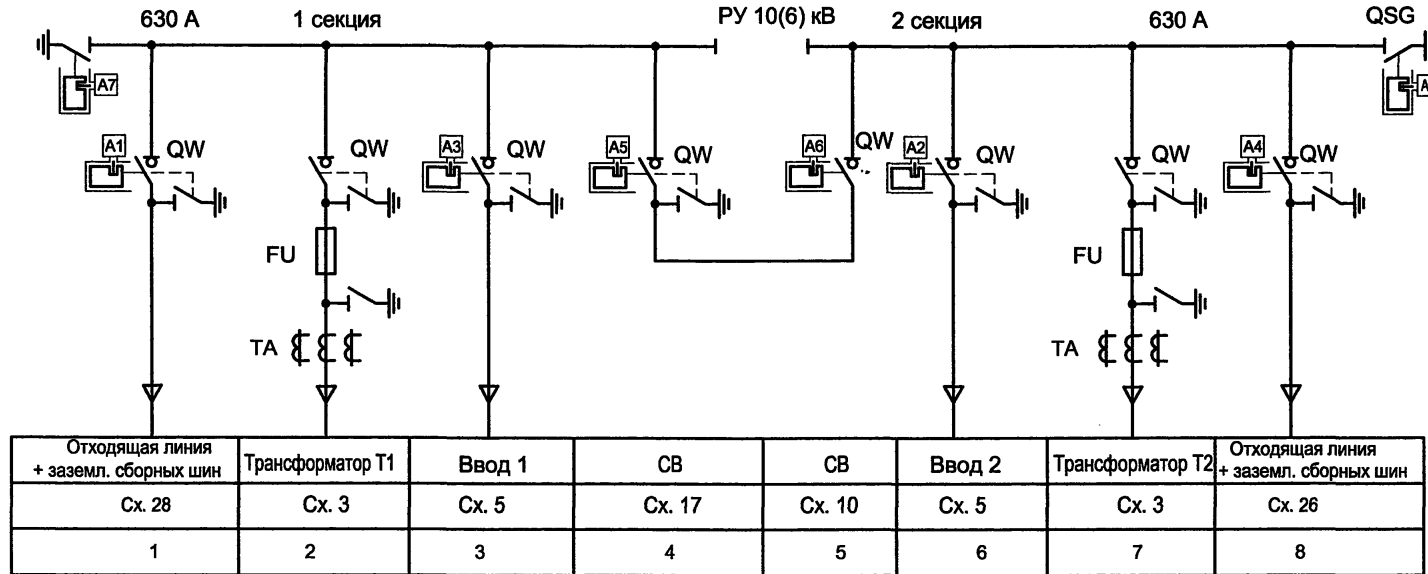 630 А
1 секция
РУ 10(6) кВ
2 секция
630 А
QSG
A7
A1
QW
QW
A3
QW
A5
QW
A6
QW
A2
QW
QW
A4
QW
FU
FU
TA
TA
Отходящая линия
+ заземл. сборных шин
Трансформатор Т1
Ввод 1
СВ
СВ
Ввод 2
Трансформатор Т2
Отходящая линия
+ заземл. сборных шин
Сх. 28
Сх. 3
Сх. 5
Сх. 17
Сх. 10
Сх. 5
Сх. 3
Сх. 26
1
2
3
4
5
6
7
8